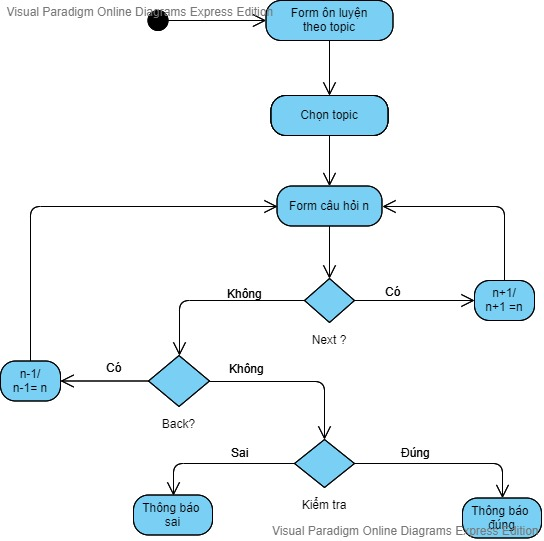 Visual Paradigm Online Diagrams Express Edition
Form ôn luyện
theo topic
Chọn topic
Form câu hỏi n
Không
Có
n+1/
n+1 =n
Next ?
Có
Không
n-1/
n-1= n
Back?
Sai
Đúng
Kiểm tra
Thông báo
sai
Thông báo
đúng
Visual Paradigm Online Diagrams Express Edition